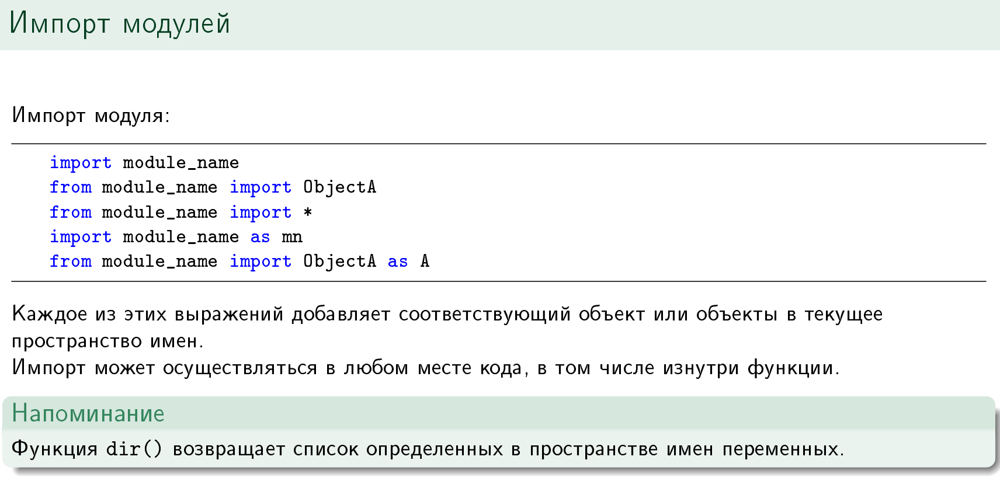 Импорт модулей
Импорт модуля:
import module_name
from module_name import ObjectA
from module_name import *
import module_name as mn
from module_name import ObjectA as A
Каждое из этих выражений добавляет соответствующий объект или объекты в текущее
пространство имен.
Импорт может осуществляться в любом месте кода, в том числе изнутри функции.
Напоминание
Функция dir() возвращает список определенных в пространстве имен переменных.